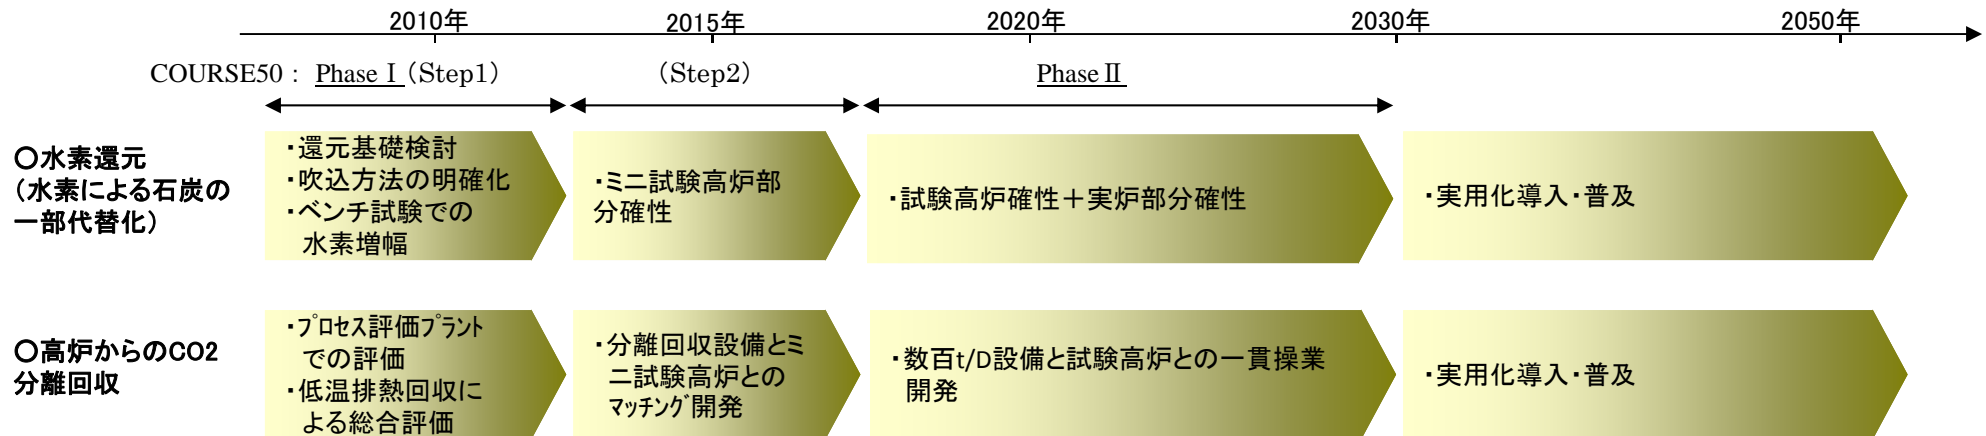 2010年 2015年 2020年 2030年 2050年
COURSE50 : Phase Ⅰ(Step1) (Step2) Phase Ⅱ
○水素還元
(水素による石炭の
一部代替化)
・還元基礎検討
・吹込方法の明確化
・ベンチ試験での
水素増幅
・ミニ試験高炉部
分確性
・試験高炉確性＋実炉部分確性
・実用化導入・普及
○高炉からのCO2
分離回収
・プロセス評価プラント
での評価
・低温排熱回収に
よる総合評価
・分離回収設備とミ
ニ試験高炉との
マッチング開発
・数百t/D設備と試験高炉との一貫操業
開発
・実用化導入・普及